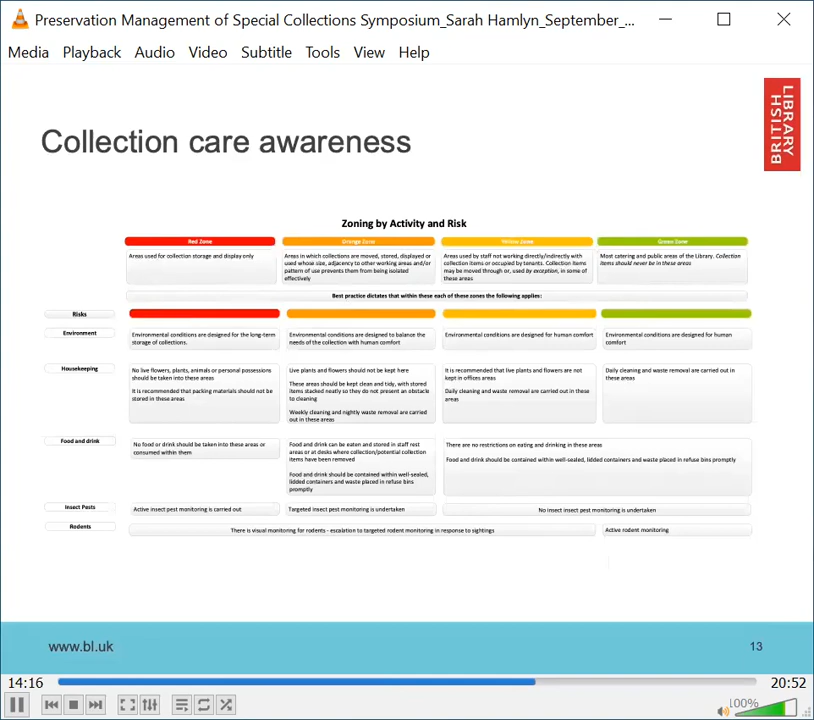 Preservation Management of Special Collections Symposium_Sarah Hamlyn_September_...
Media Playback Audio Video Subtitle Tools View Help
BRITISH
LIBRARY
Collection care awareness
Zoning by Activity and Risk
Red Zone
Orange Zone
Yellow Zone
Green Zone
Areas used for collection storage and display only
Areas in which collections are moved, stored, displayed or
used whose size, adjacency to other working areas and/or
pattern of use prevents them from being isolated
effectively
Areas used by staff not working directly/indirectly with
collection items or occupied by tenants. Collection items
may be moved through or, used by exception, in some of
these areas
Most catering and public areas of the Library. Collection
items should never be in these areas
Best practice dictates that within these each of these zones the following applies:
Risks
Environment
Environmental conditions are designed for the long-term
storage of collections.
Environmental conditions are designed to balance the
needs of the collection with human comfort
Environmental conditions are designed for human comfort
Environmental conditions are designed for human
comfort
Housekeeping
No live flowers, plants, animals or personal possessions
should be taken into these areas
It is recommended that packing materials should not be
stored in these areas
Live plants and flowers should not be kept here
These areas should be kept clean and tidy, with stored
items stacked neatly so they do not present an obstacle
to cleaning
Weekly cleaning and nightly waste removal are carried
out in these areas
It is recommended that live plants and flowers are not
kept in offices areas
Daily cleaning and waste removal are carried out in these
areas
Daily cleaning and waste removal are carried out in
these areas
Food and drink
No food or drink should be taken into these areas or
consumed within them
Food and drink can be eaten and stored in staff rest
areas or at desks where collection/potential collection
items have been removed
Food and drink should be contained within well-sealed,
lidded containers and waste placed in refuse bins
promptly
There are no restrictions on eating and drinking in these areas
Food and drink should be contained within well-sealed, lidded containers and waste placed in refuse bins promptly
Insect Pests
Active insect pest monitoring is carried out
Targeted insect pest monitoring is undertaken
No insect insect pest monitoring is undertaken
Rodents
There is visual monitoring for rodents - escalation to targeted rodent monitoring in response to sightings
Active rodent monitoring
www.bl.uk
13
14:16
20:52
100%